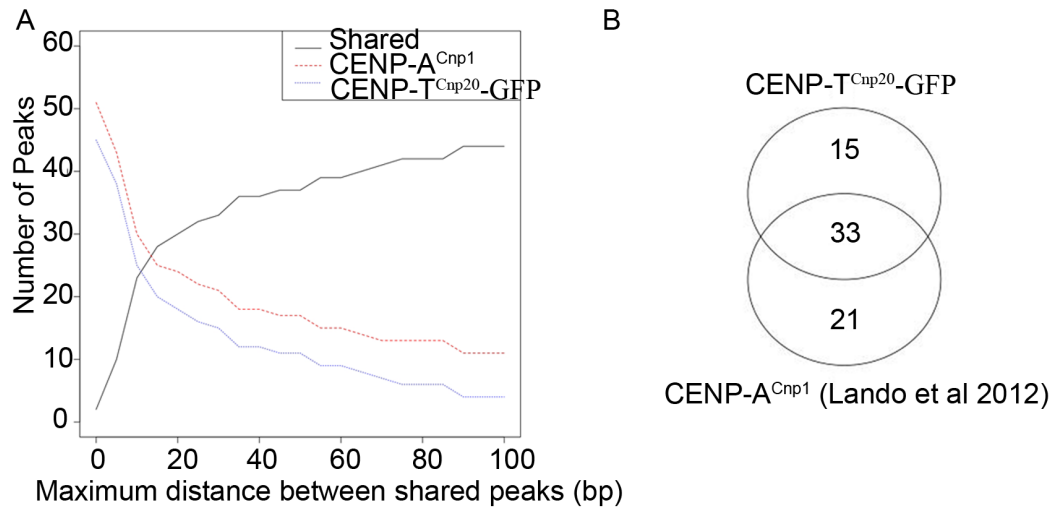 A
B
Shared
CENP-A^Cnp1
CENP-T^Cnp20-GFP
60
50
40
30
20
10
0
Number of Peaks
0 20 40 60 80 100
Maximum distance between shared peaks (bp)
CENP-T^Cnp20-GFP
15
33
21
CENP-A^Cnp1 (Lando et al 2012)